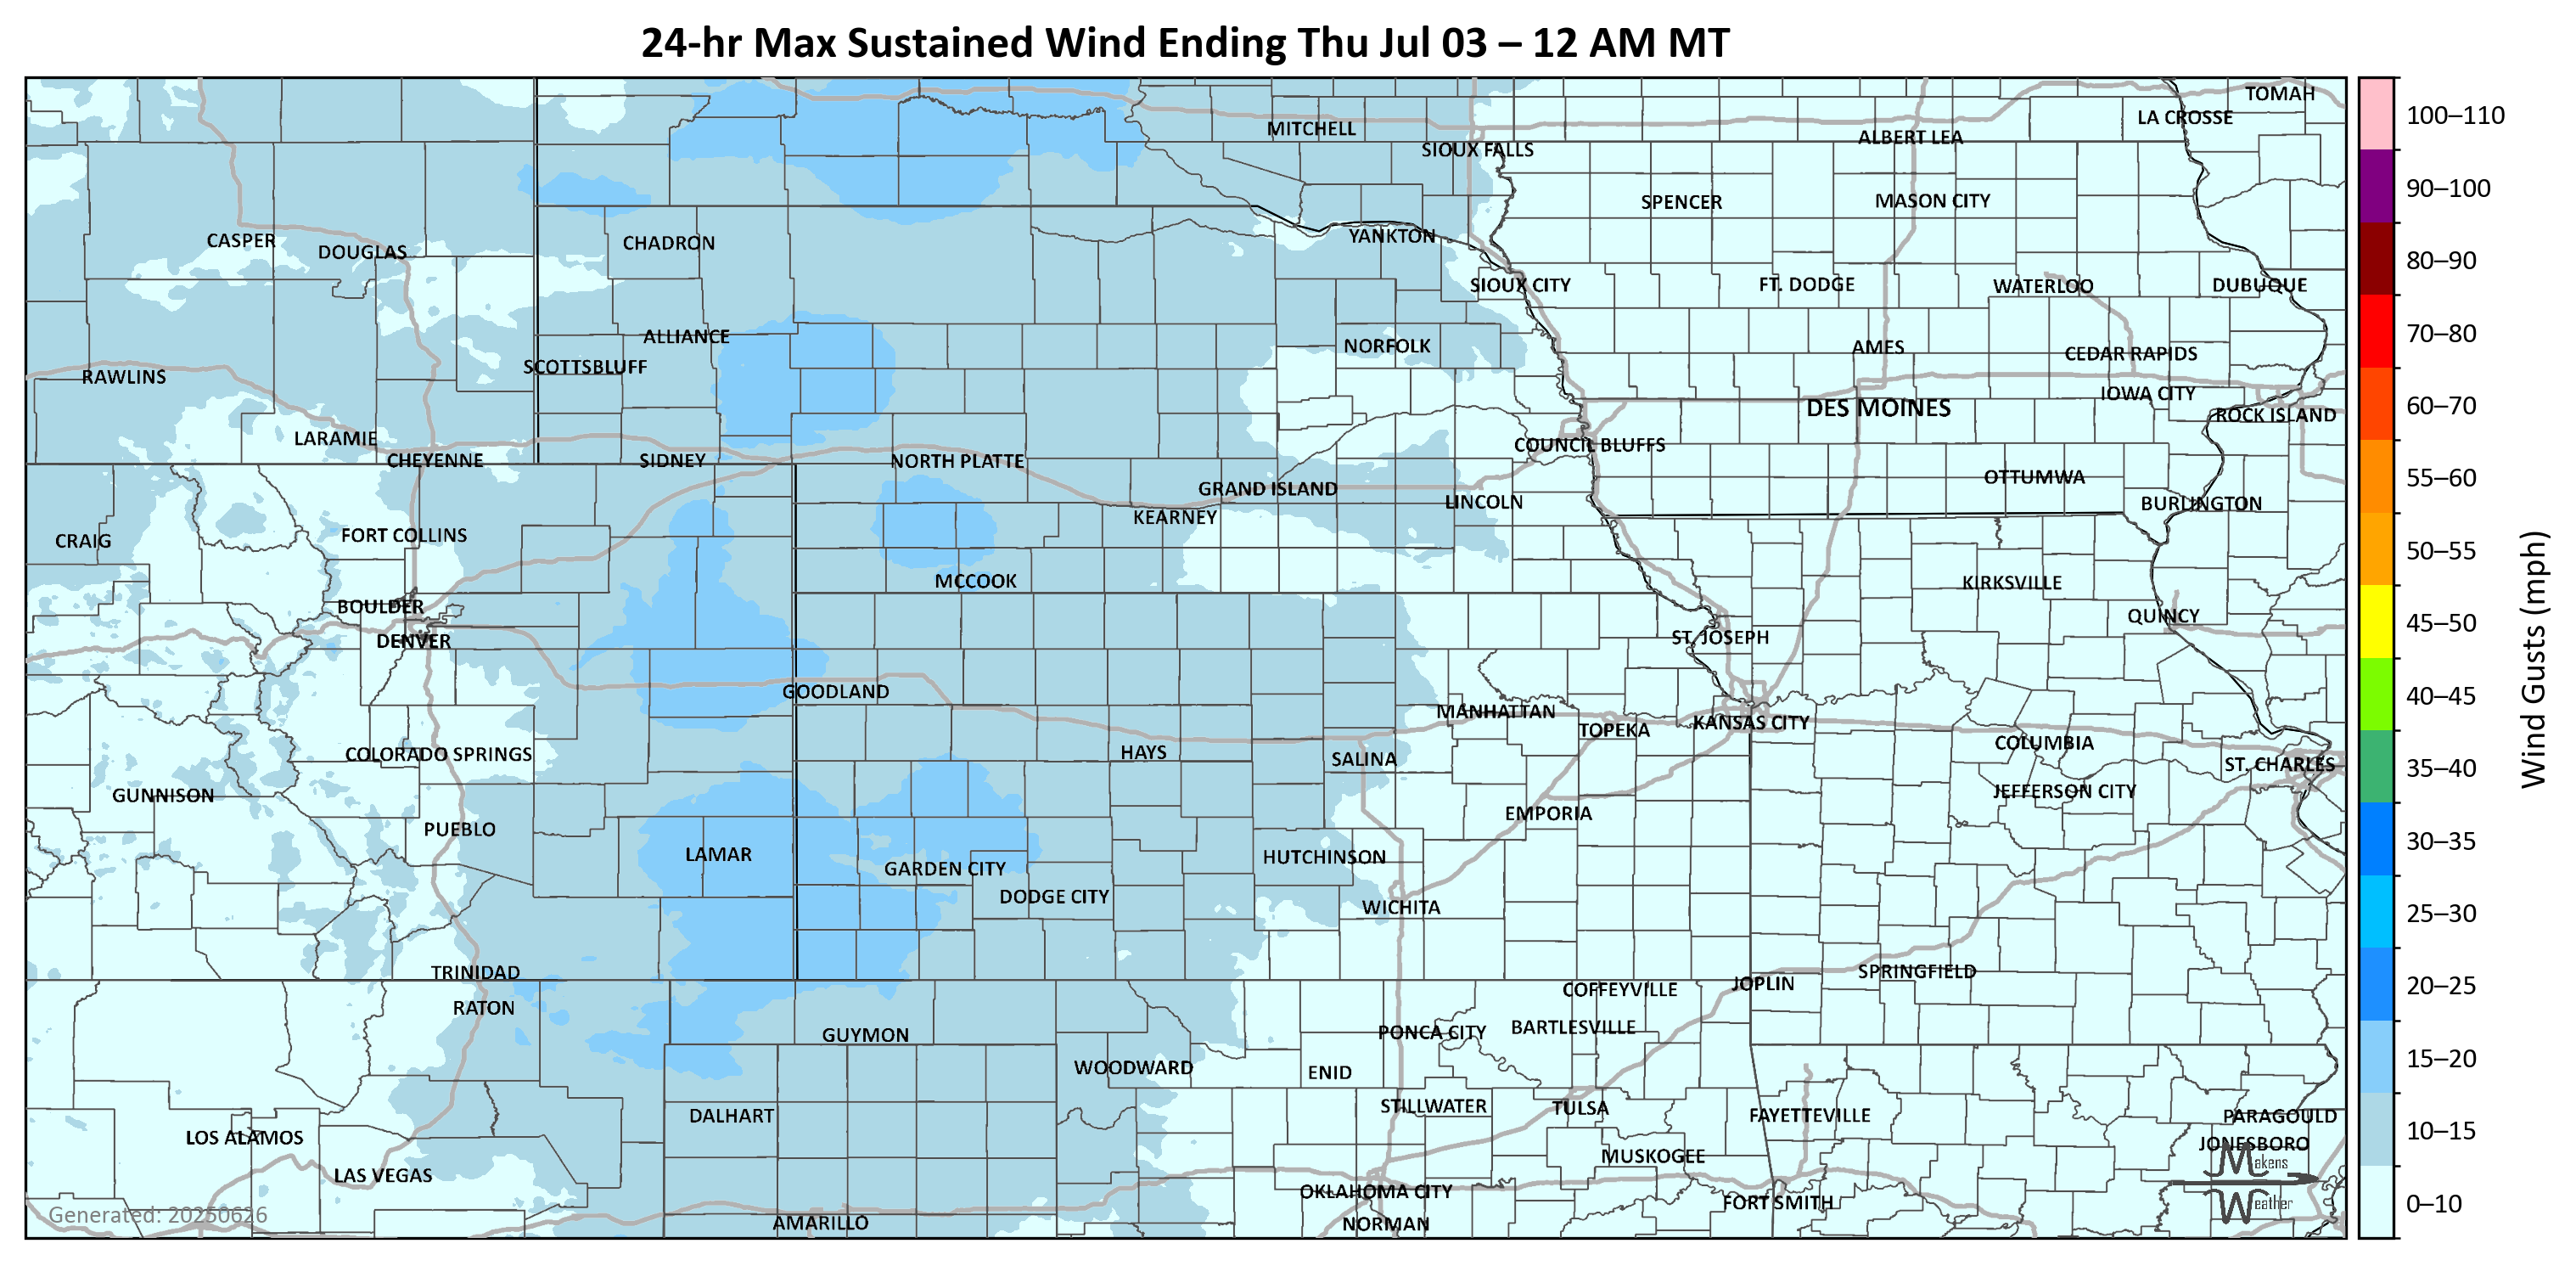 24-hr Max Sustained Wind Ending Thu Jul 03 – 12 AM MT
TOMAH
LA CROSSE
MITCHELL
ALBERT LEA
SIOUX FALLS
SPENCER
MASON CITY
CASPER
DOUGLAS
CHADRON
YANKTON
SIOUX CITY
FT. DODGE
WATERLOO
DUBUQUE
ALLIANCE
NORFOLK
AMES
CEDAR RAPIDS
SCOTTSBLUFF
RAWLINS
IOWA CITY
DES MOINES
ROCK ISLAND
LARAMIE
COUNCIL BLUFFS
CHEYENNE
SIDNEY
NORTH PLATTE
OTTUMWA
GRAND ISLAND
LINCOLN
BURLINGTON
KEARNEY
CRAIG
FORT COLLINS
MCCOOK
KIRKSVILLE
BOULDER
QUINCY
DENVER
ST. JOSEPH
GOODLAND
MANHATTAN
TOPEKA
KANSAS CITY
COLUMBIA
COLORADO SPRINGS
HAYS
SALINA
ST. CHARLES
GUNNISON
JEFFERSON CITY
EMPORIA
PUEBLO
LAMAR
HUTCHINSON
GARDEN CITY
DODGE CITY
WICHITA
TRINIDAD
SPRINGFIELD
JOPLIN
COFFEYVILLE
RATON
GUYMON
PONCA CITY
BARTLESVILLE
WOODWARD
ENID
DALHART
STILLWATER
TULSA
FAYETTEVILLE
PARAGOULD
LOS ALAMOS
JONESBORO
LAS VEGAS
MUSKOGEE
OKLAHOMA CITY
FORT SMITH
AMARILLO
NORMAN
Generated: 20250626
Makens
Weather
100–110
90–100
80–90
70–80
60–70
55–60
50–55
45–50
40–45
35–40
30–35
25–30
20–25
15–20
10–15
0–10
Wind Gusts (mph)